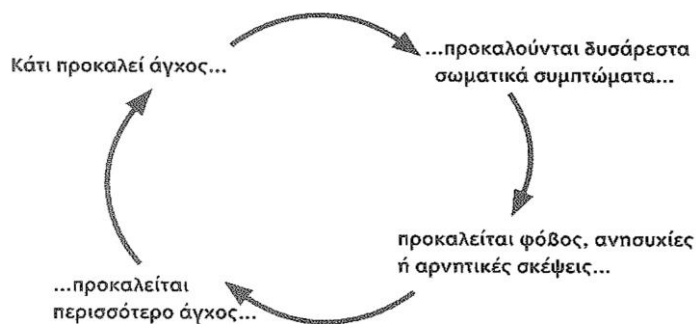 Κάτι προκαλεί άγχος...
...προκαλούνται δυσάρεστα
σωματικά συμπτώματα...
προκαλείται φόβος, ανησυχίες
ή αρνητικές σκέψεις...
...προκαλείται
περισσότερο άγχος...